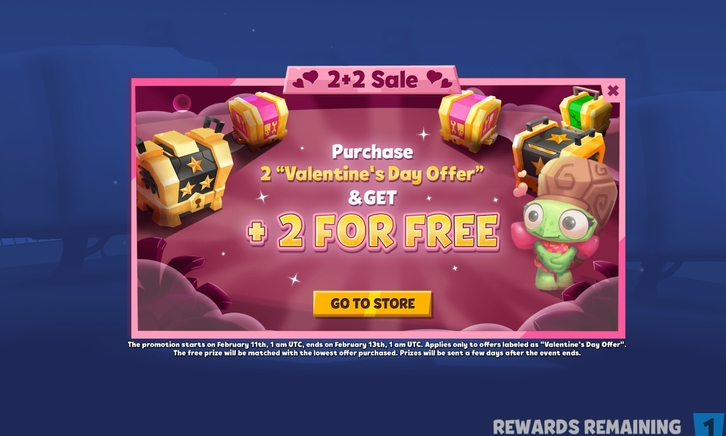 2+2 Sale
Purchase
2 "Valentine's Day Offer"
&GET
+ 2 FOR FREE
GO TO STORE
The promotion starts on February 11th, 1 am UTC, ends on February 13th, 1 am UTC. Applies only to offers labeled as "Valentine's Day Offer".
The free prize will be matched with the lowest offer purchased. Prizes will be sent a few days after the event ends.
REWARDS REMAINING 1